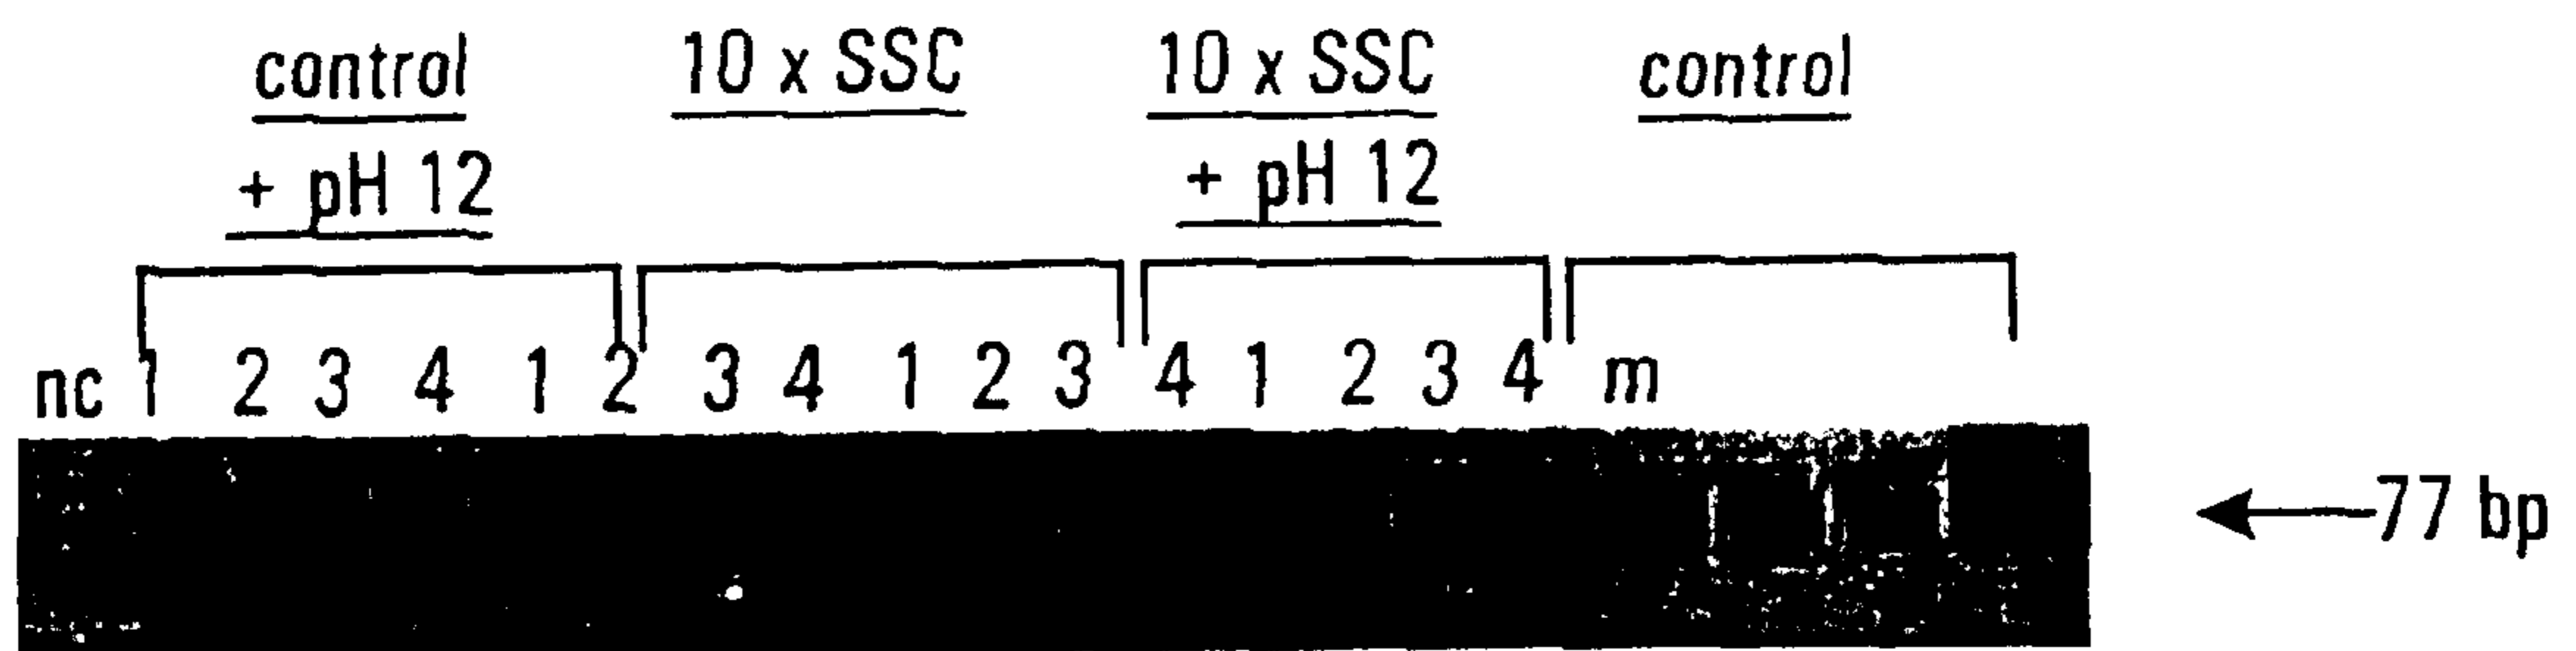 control 10 x SSC 10 x SSC control
+ pH 12 + pH 12
nc 1 2 3 4 1 2 3 4 1 2 3 4 1 2 3 4 m
77 bp